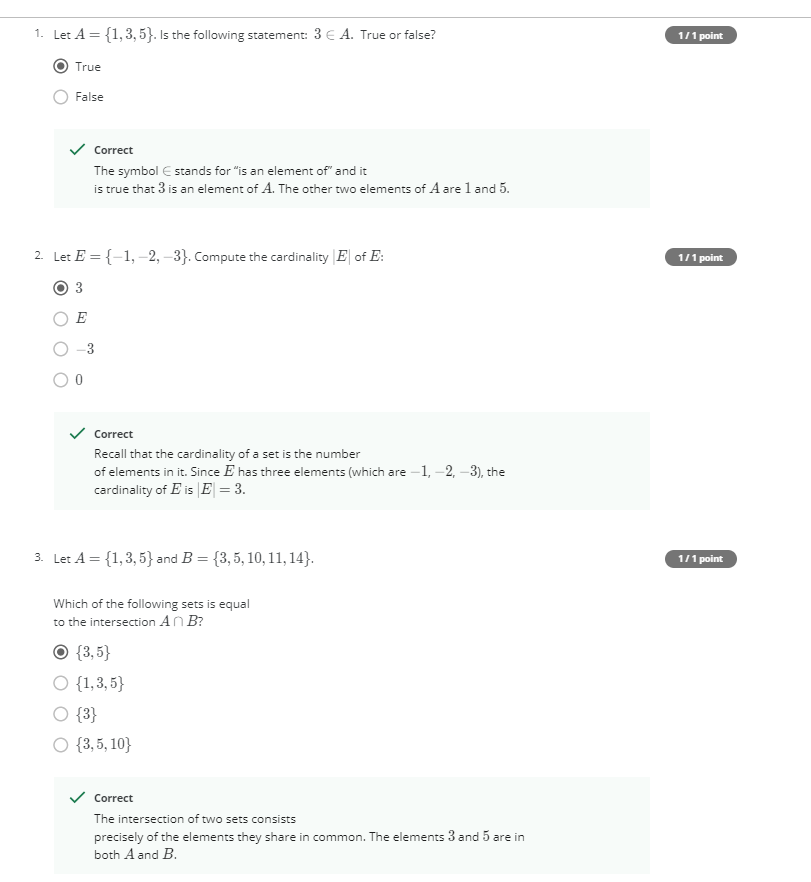 1. Let A = {1, 3, 5}. Is the following statement: 3 ∈ A. True or false?
1 / 1 point
True
False
Correct
The symbol ∈ stands for "is an element of" and it
is true that 3 is an element of A. The other two elements of A are 1 and 5.
2. Let E = {−1, −2, −3}. Compute the cardinality |E| of E:
1 / 1 point
3
E
−3
0
Correct
Recall that the cardinality of a set is the number
of elements in it. Since E has three elements (which are −1, −2, −3), the
cardinality of E is |E| = 3.
3. Let A = {1, 3, 5} and B = {3, 5, 10, 11, 14}.
1 / 1 point
Which of the following sets is equal
to the intersection A ∩ B?
{3, 5}
{1, 3, 5}
{3}
{3, 5, 10}
Correct
The intersection of two sets consists
precisely of the elements they share in common. The elements 3 and 5 are in
both A and B.